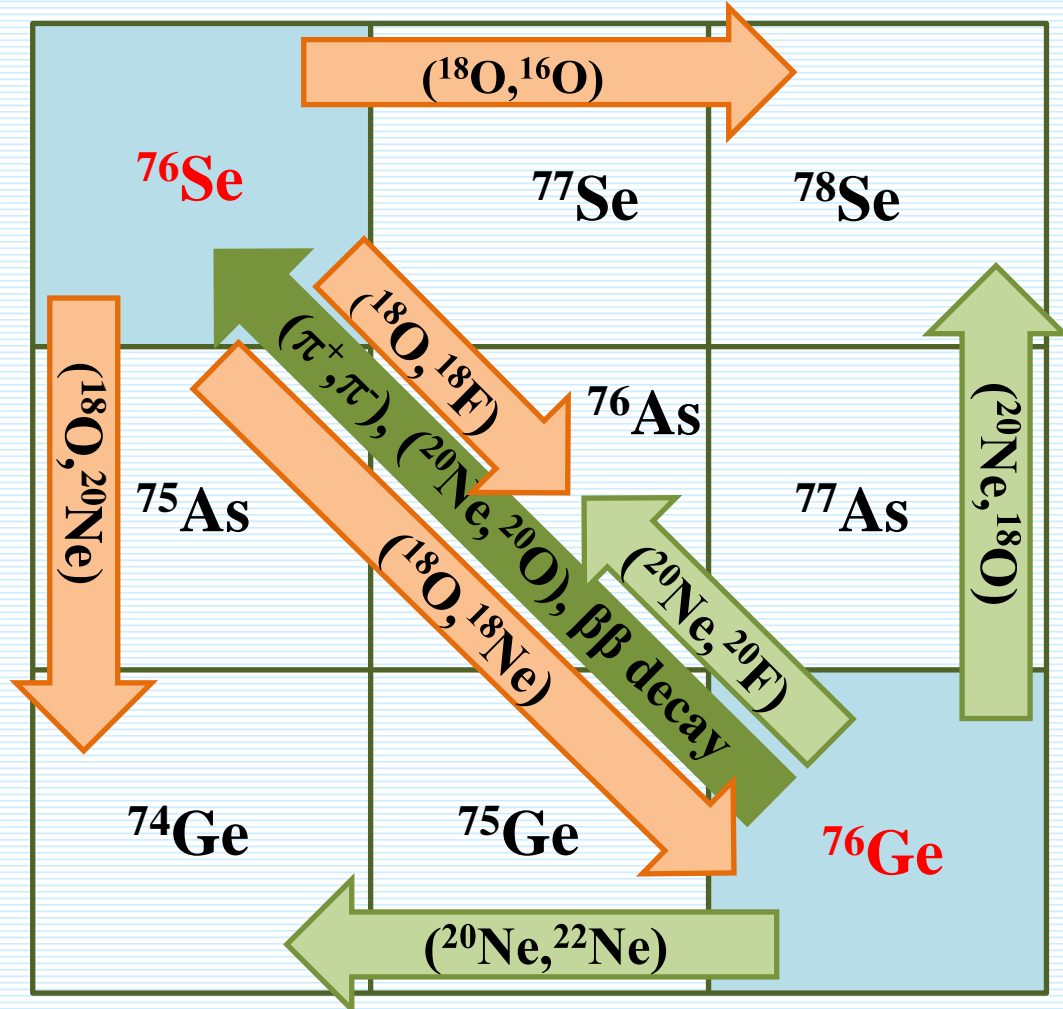 (¹⁸O,¹⁶O)
⁷⁶Se
⁷⁷Se
⁷⁸Se
(¹⁸O, ¹⁸F)
(π⁺,π⁻), (²⁰Ne, ²⁰O), ββ decay
(¹⁸O,²⁰Ne)
⁷⁵As
⁷⁶As
⁷⁷As
(²⁰Ne,¹⁸O)
(¹⁸O, ¹⁸Ne)
(²⁰Ne, ²⁰F)
⁷⁴Ge
⁷⁵Ge
⁷⁶Ge
(²⁰Ne,²²Ne)